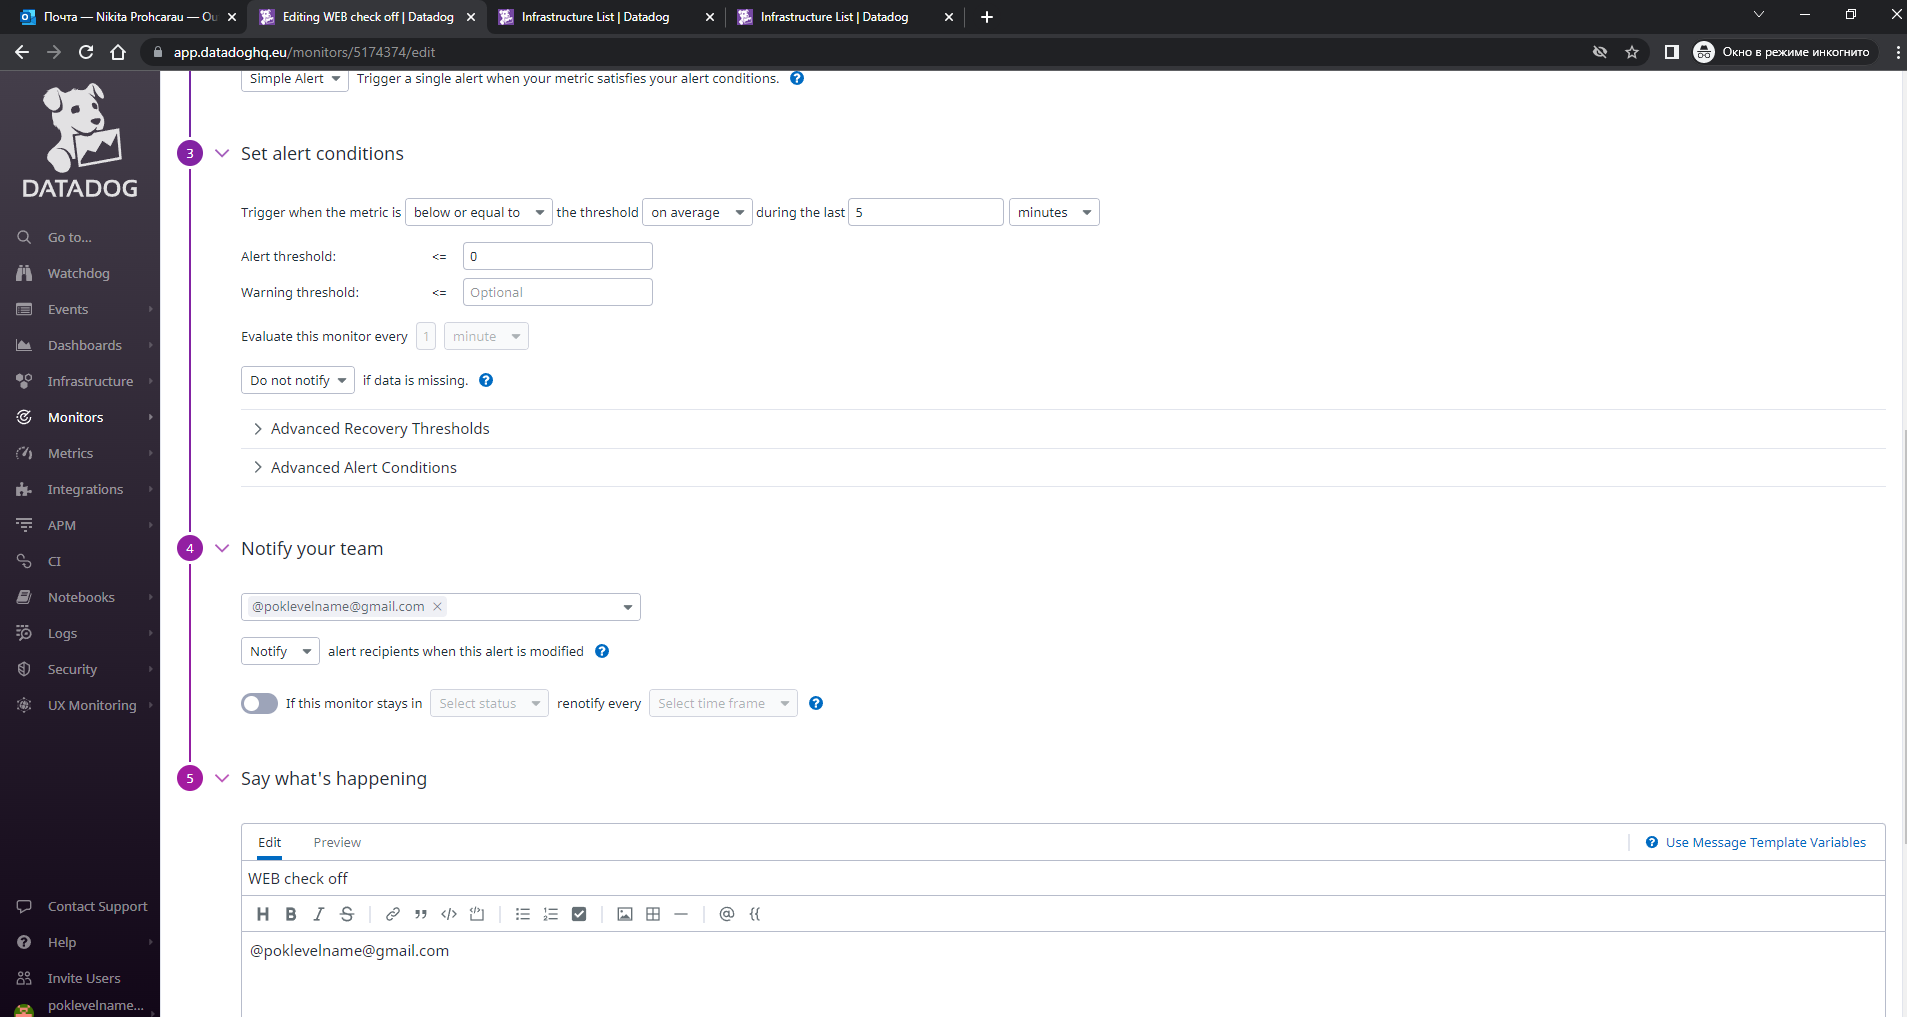 Почта — Nikita Prohcarau — Ou
Editing WEB check off | Datadog
Infrastructure List | Datadog
Infrastructure List | Datadog
app.datadoghq.eu/monitors/5174374/edit
Окно в режиме инкогнито
DATADOG
Go to...
Watchdog
Events
Dashboards
Infrastructure
Monitors
Metrics
Integrations
APM
CI
Notebooks
Logs
Security
UX Monitoring
Contact Support
Help
Invite Users
poklevelname...
Simple Alert Trigger a single alert when your metric satisfies your alert conditions. ?
3 Set alert conditions
Trigger when the metric is below or equal to the threshold on average during the last 5 minutes
Alert threshold: <= 0
Warning threshold: <= Optional
Evaluate this monitor every 1 minute
Do not notify if data is missing. ?
Advanced Recovery Thresholds
Advanced Alert Conditions
4 Notify your team
@poklevelname@gmail.com
Notify alert recipients when this alert is modified ?
If this monitor stays in Select status renotify every Select time frame ?
5 Say what's happening
Edit Preview ? Use Message Template Variables
WEB check off
H B I S @ {{
@poklevelname@gmail.com